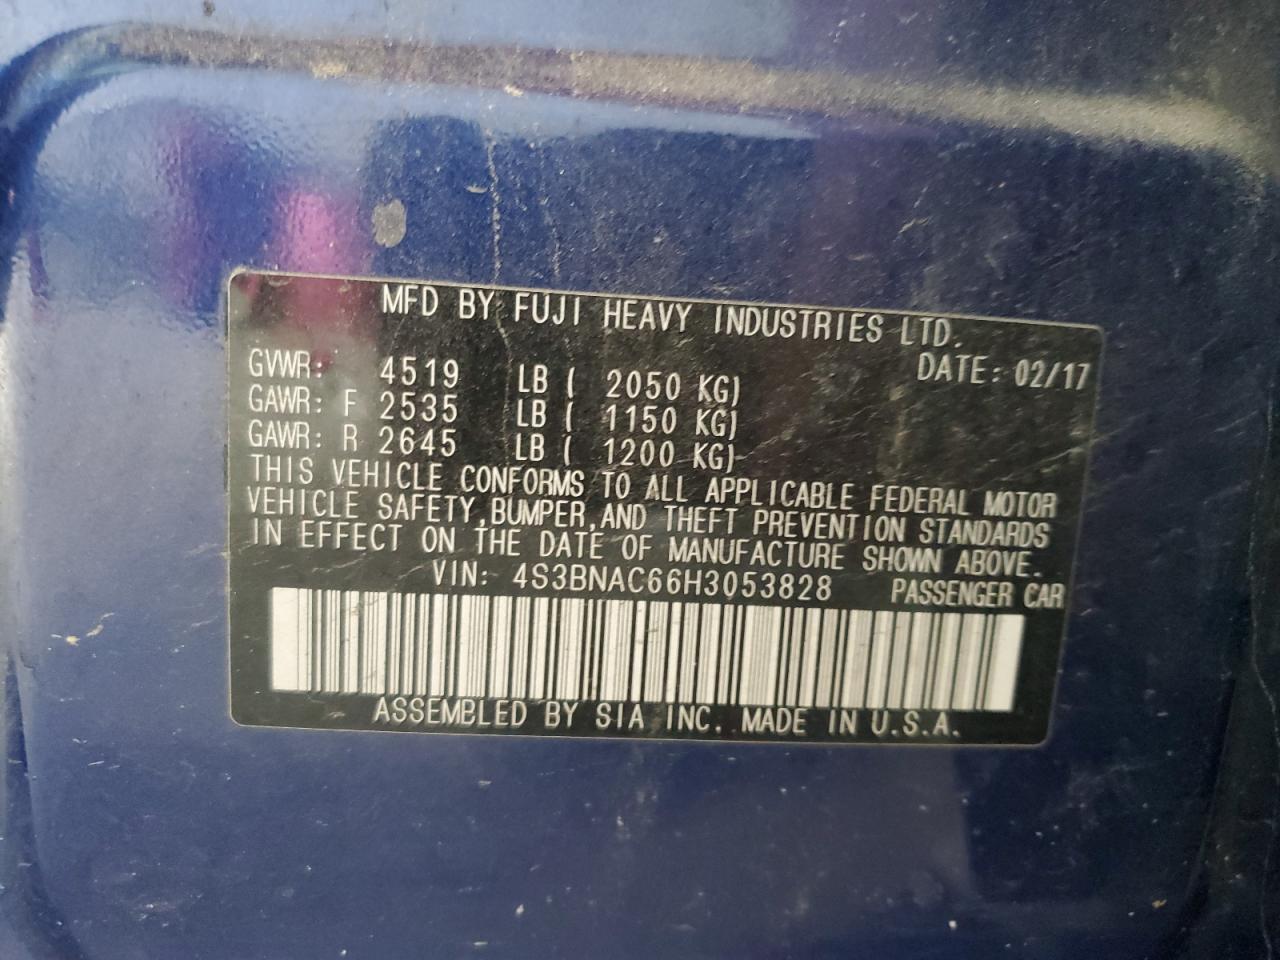 MFD BY FUJI HEAVY INDUSTRIES LTD.
DATE: 02/17
GVWR: 4519 LB ( 2050 KG)
GAWR: F 2535 LB ( 1150 KG)
GAWR: R 2645 LB ( 1200 KG)
THIS VEHICLE CONFORMS TO ALL APPLICABLE FEDERAL MOTOR
VEHICLE SAFETY,BUMPER,AND THEFT PREVENTION STANDARDS
IN EFFECT ON THE DATE OF MANUFACTURE SHOWN ABOVE.
VIN: 4S3BNAC66H3053828 PASSENGER CAR
ASSEMBLED BY SIA INC. MADE IN U.S.A.